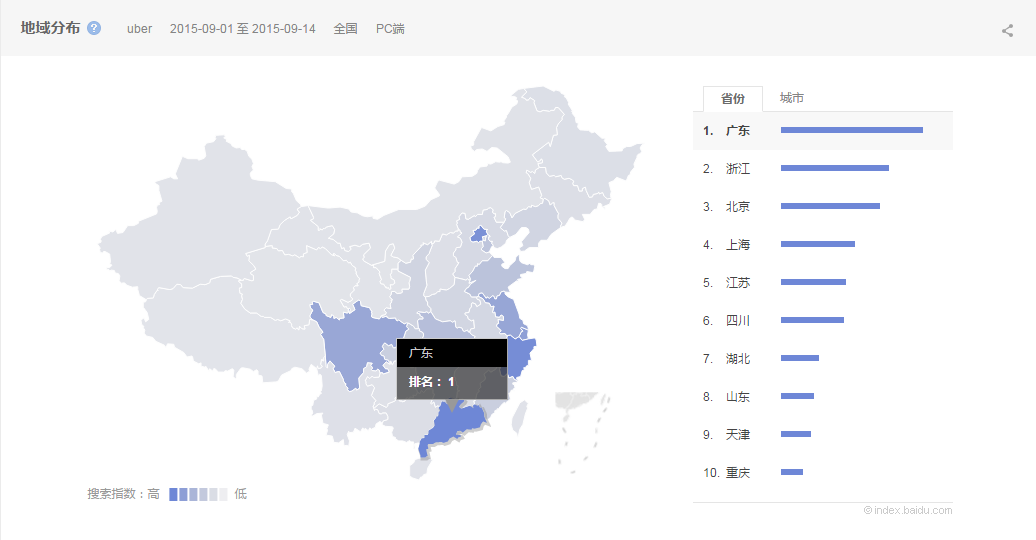 地域分布 ? uber 2015-09-01 至 2015-09-14 全国 PC端
省份 城市
1. 广东
2. 浙江
3. 北京
4. 上海
5. 江苏
6. 四川
7. 湖北
8. 山东
9. 天津
10. 重庆
广东
排名： 1
搜索指数：高 低
© index.baidu.com